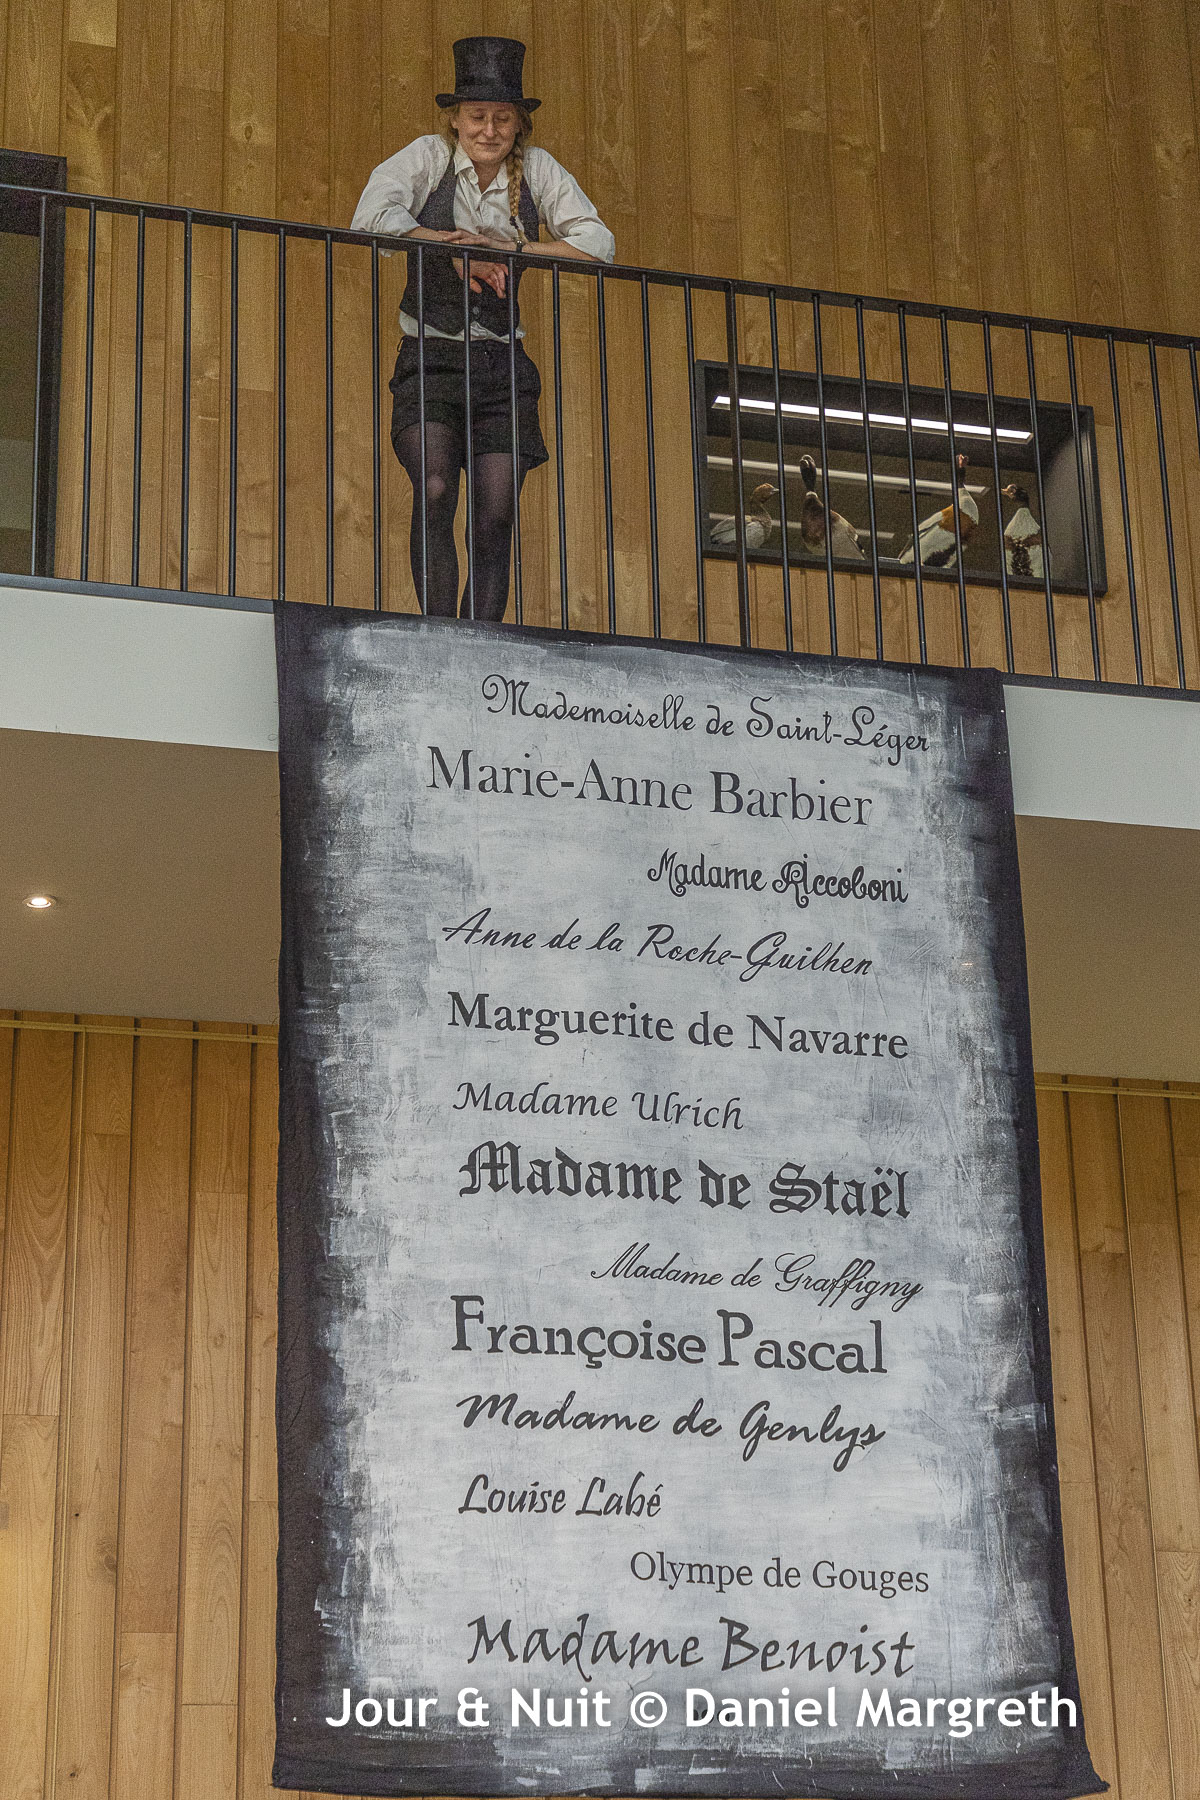 Mademoiselle de Saint-Léger
Marie-Anne Barbier
Madame Riccoboni
Anne de la Roche-Guilhen
Marguerite de Navarre
Madame Ulrich
Madame de Staël
Madame de Graffigny
Françoise Pascal
Madame de Genlys
Louise Labé
Olympe de Gouges
Madame Benoist
Jour & Nuit © Daniel Margreth